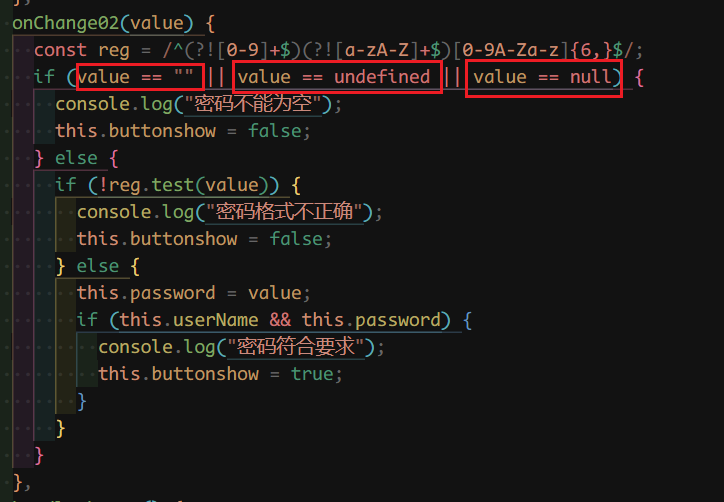 onChange02(value) {
const reg = /^(?![0-9]+$)(?![a-zA-Z]+$)[0-9A-Za-z]{6,}$/;
if (value == "" || value == undefined || value == null) {
console.log("密码不能为空");
this.buttonshow = false;
} else {
if (!reg.test(value)) {
console.log("密码格式不正确");
this.buttonshow = false;
} else {
this.password = value;
if (this.userName && this.password) {
console.log("密码符合要求");
this.buttonshow = true;
}
}
}
},